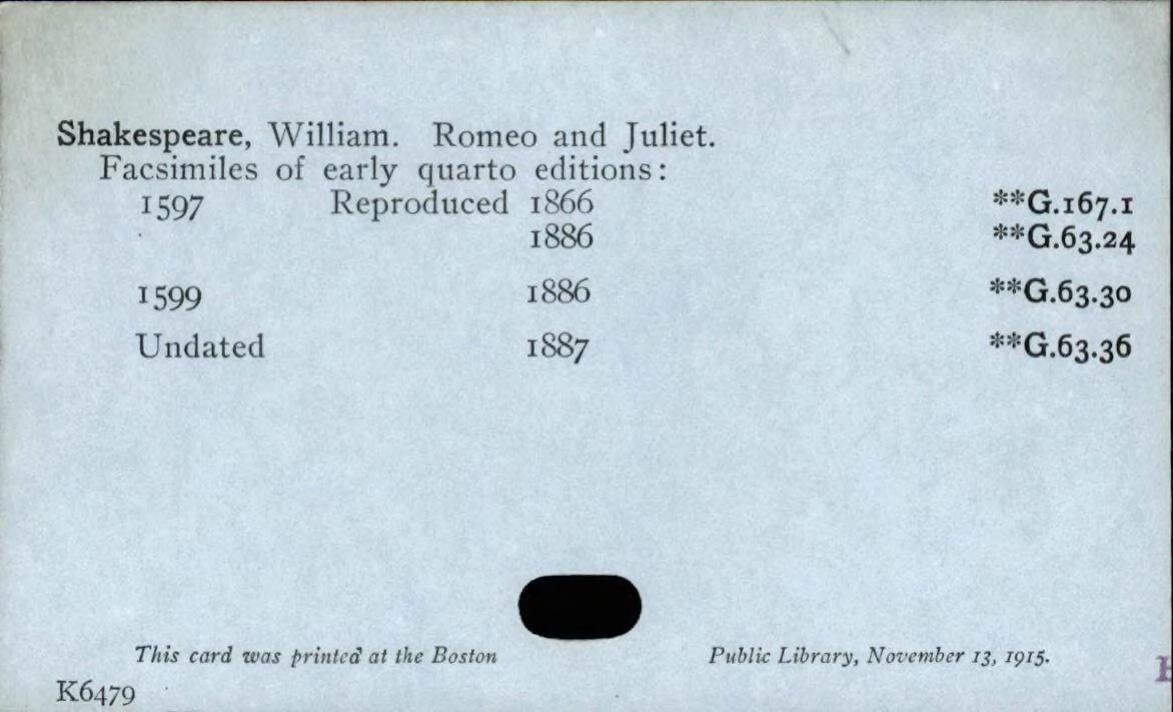 Shakespeare, William. Romeo and Juliet.
Facsimiles of early quarto editions:
1597 Reproduced 1866 **G.167.1
1886 **G.63.24
1599 1886 **G.63.30
Undated 1887 **G.63.36
This card was printed at the Boston Public Library, November 13, 1915.
K6479